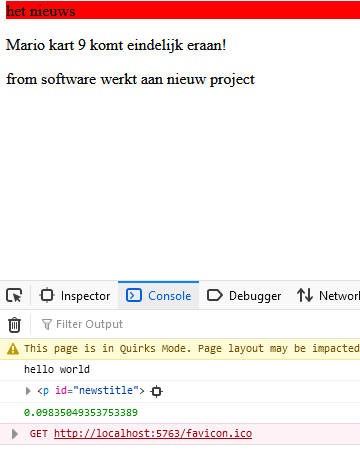 het nieuws
Mario kart 9 komt eindelijk eraan!
from software werkt aan nieuw project
Inspector Console Debugger Network
Filter Output
This page is in Quirks Mode. Page layout may be impacted
hello world
<p id="newstitle">
0.09835049353753389
GET http://localhost:5763/favicon.ico